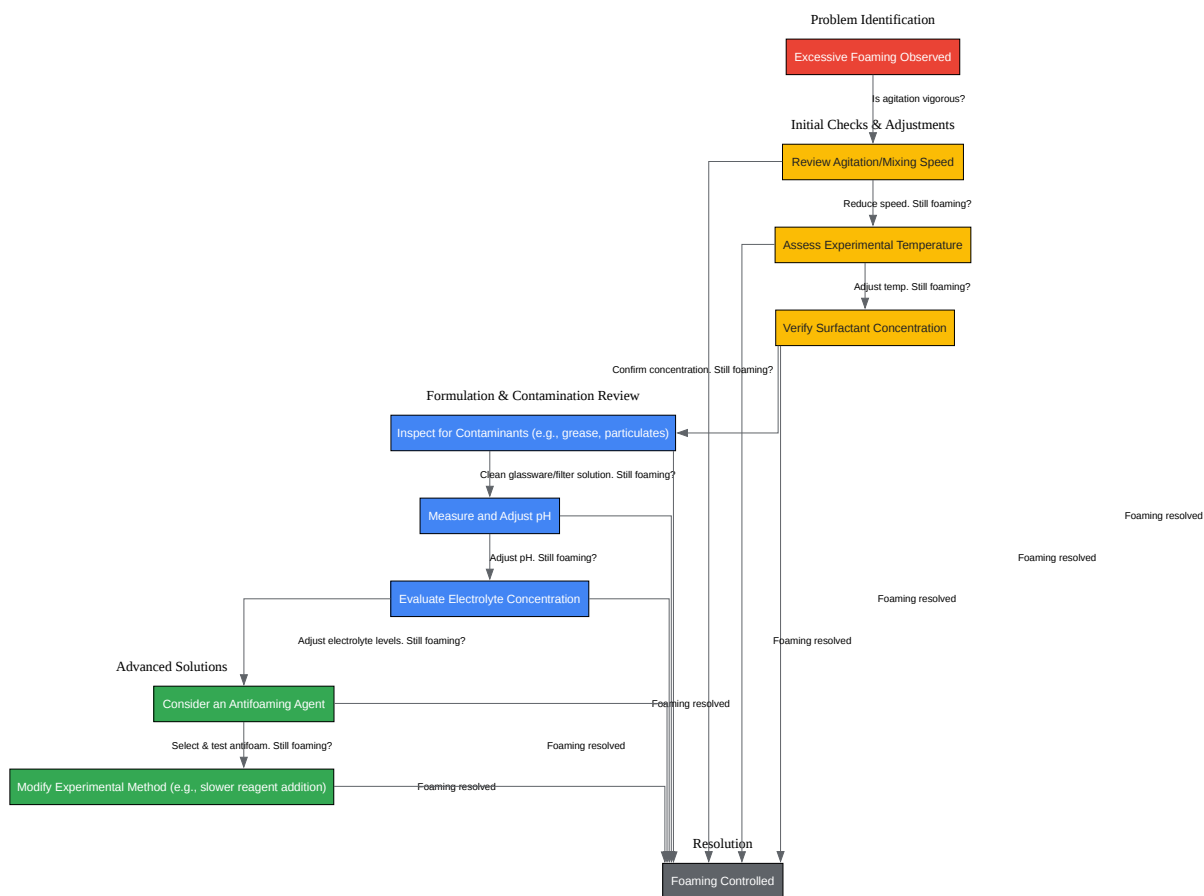 Problem Identification
Excessive Foaming Observed
Is agitation vigorous?
Initial Checks & Adjustments
Review Agitation/Mixing Speed
Reduce speed. Still foaming?
Assess Experimental Temperature
Adjust temp. Still foaming?
Verify Surfactant Concentration
Confirm concentration. Still foaming?
Formulation & Contamination Review
Inspect for Contaminants (e.g., grease, particulates)
Clean glassware/filter solution. Still foaming?
Measure and Adjust pH
Foaming resolved
Adjust pH. Still foaming?
Foaming resolved
Evaluate Electrolyte Concentration
Foaming resolved
Adjust electrolyte levels. Still foaming?
Foaming resolved
Advanced Solutions
Consider an Antifoaming Agent
Foaming resolved
Select & test antifoam. Still foaming?
Foaming resolved
Modify Experimental Method (e.g., slower reagent addition)
Foaming resolved
Resolution
Foaming Controlled